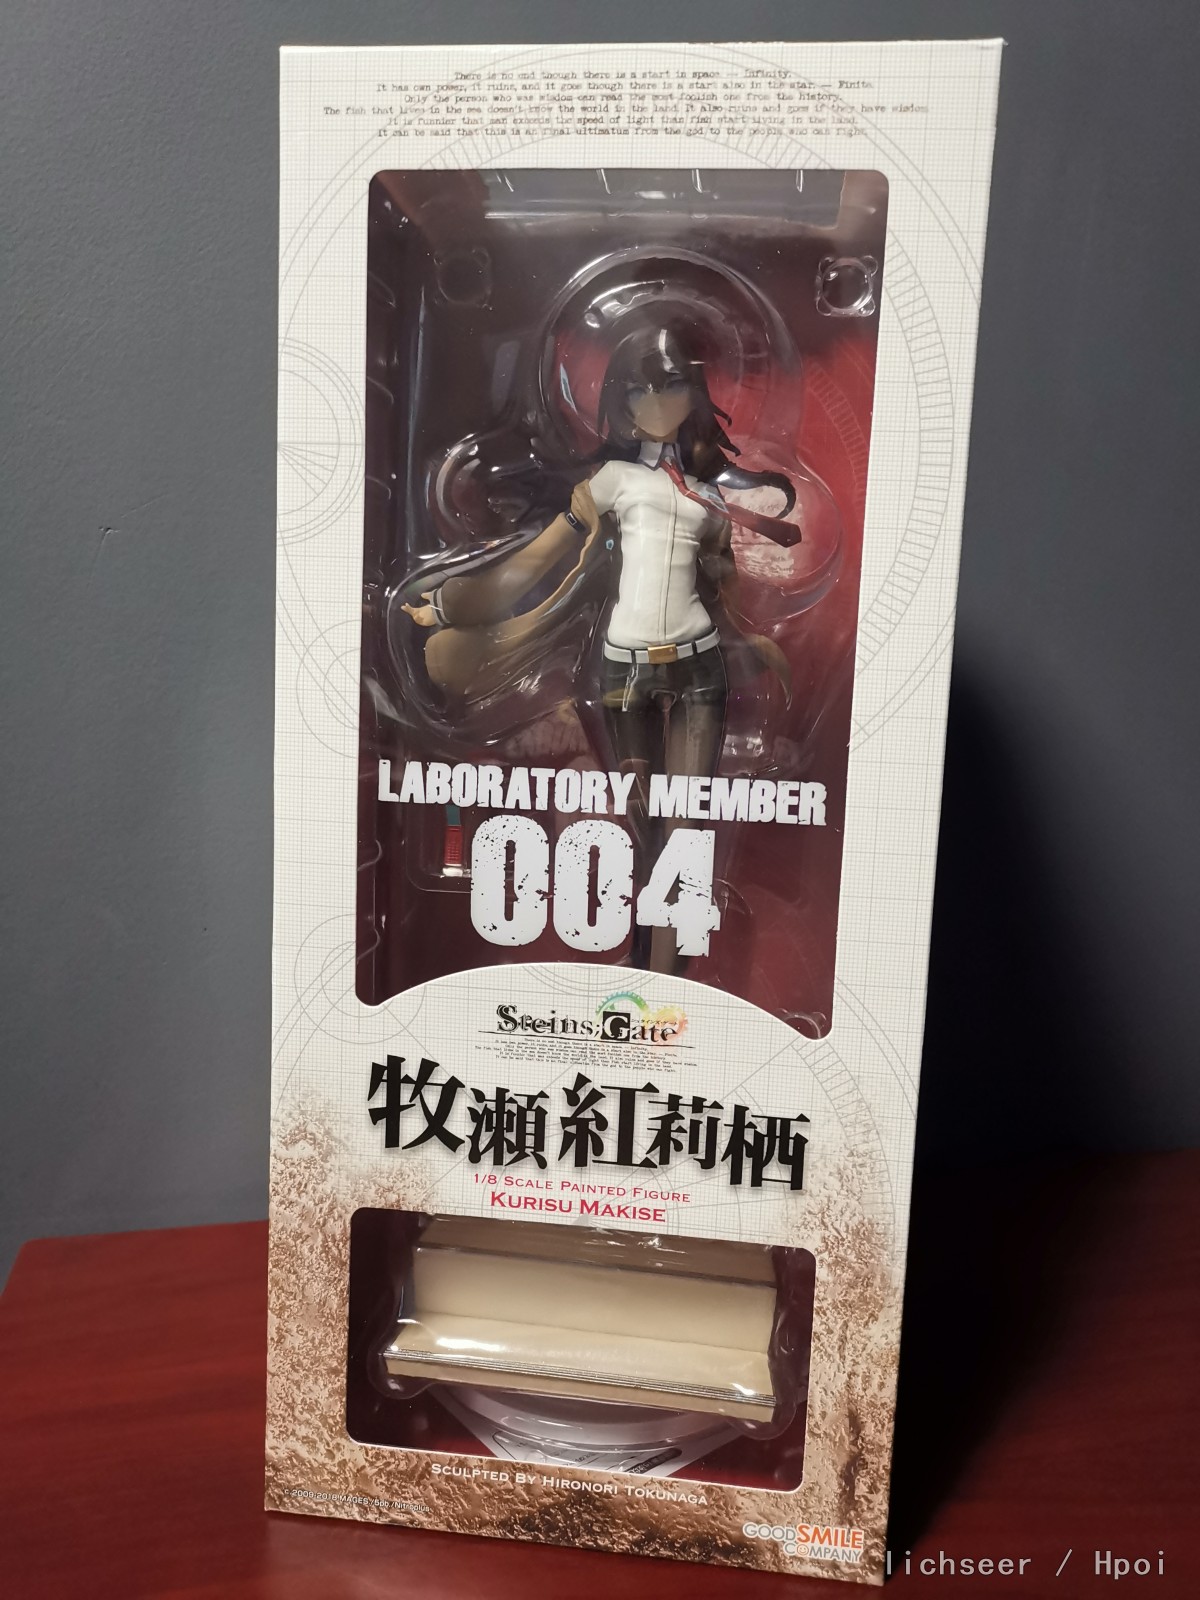 There is no end though there is a start in space — Infinity.
It has own power, it ruins, and it goes though there is a start also in the star. — Finite
Only the person who was wisdom can read the most foolish one from the history.
The fish that lives in the sea doesn't know the world in the land. It also ruins and goes if they have wisdom.
It is funnier that man exceeds the speed of light than fish start living in the land.
It can be said that this is an final ultimatum from the god to the people who can fight.
LABORATORY MEMBER
004
Steins;Gate
牧瀬紅莉栖
1/8 SCALE PAINTED FIGURE
KURISU MAKISE
SCULPTED BY HIRONORI TOKUNAGA
GOOD SMILE
COMPANY
lichseer / Hpoi